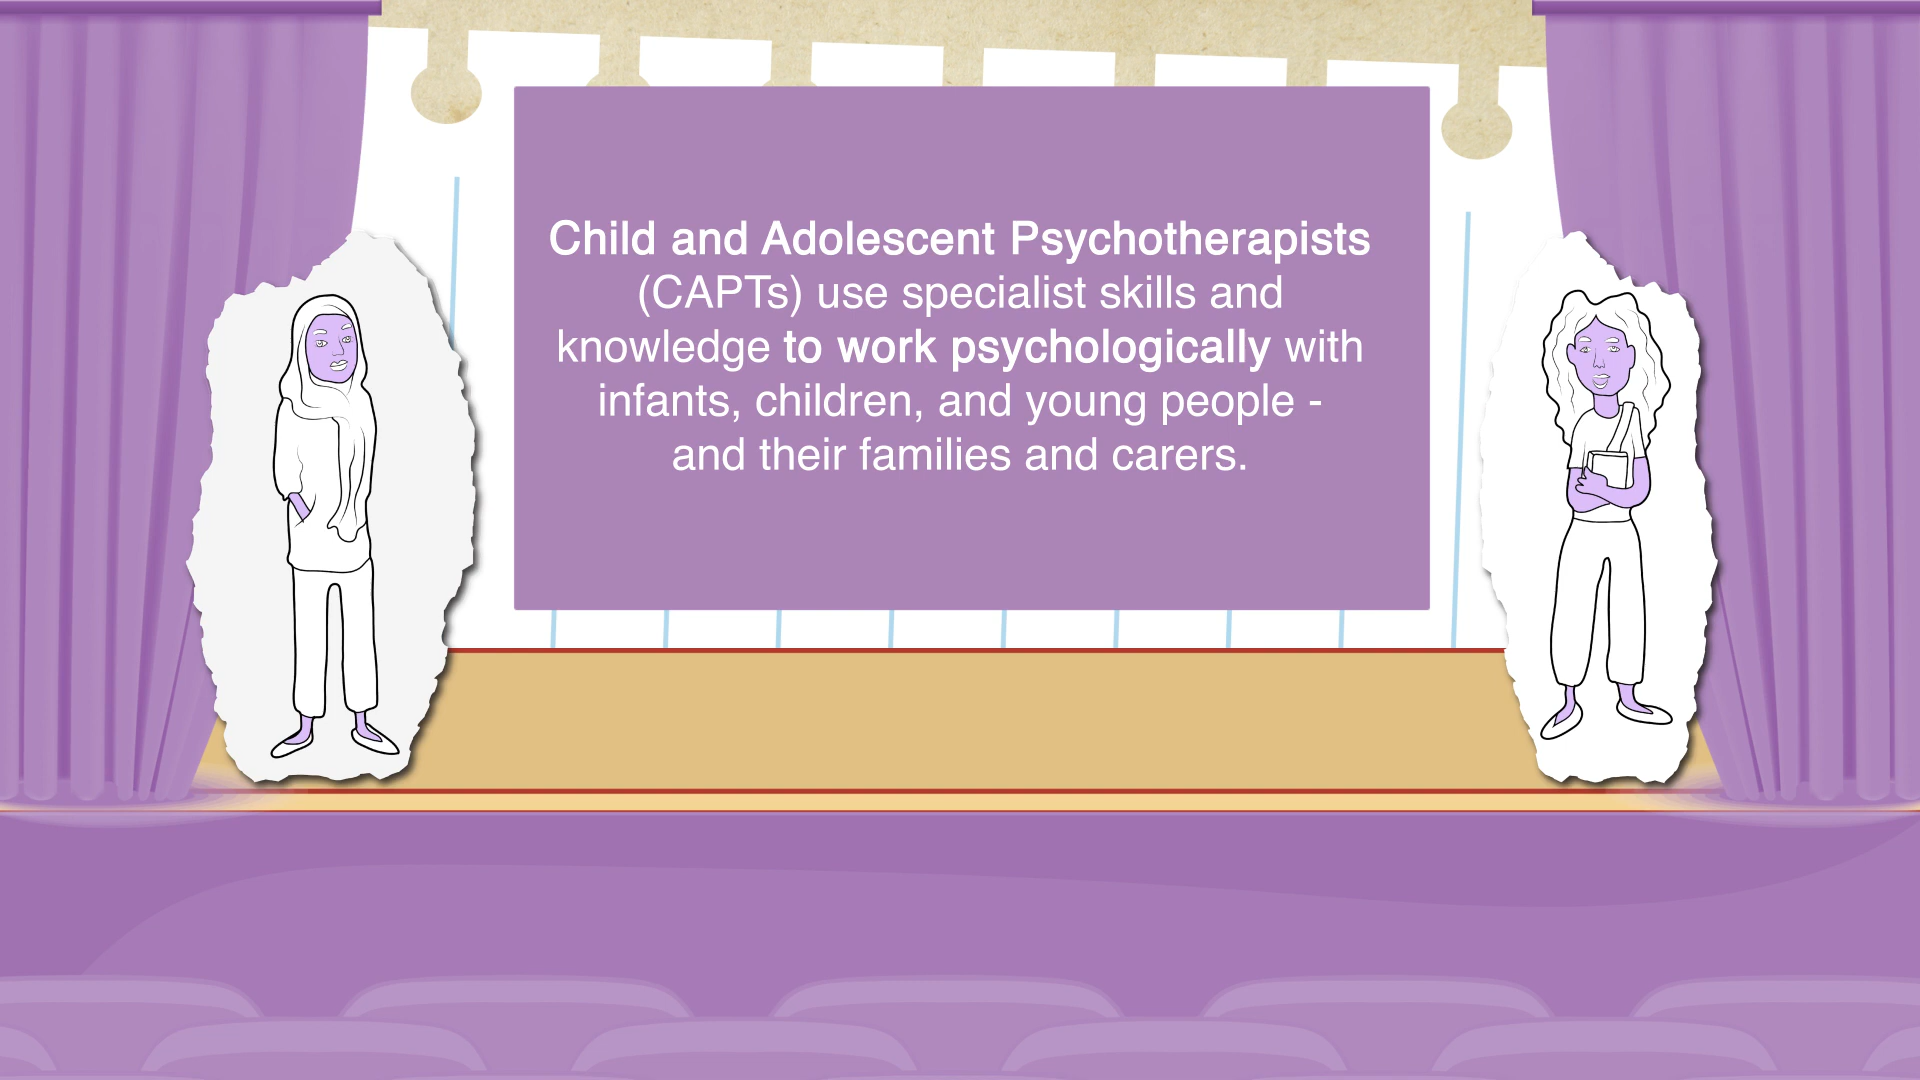 Child and Adolescent Psychotherapists
(CAPTs) use specialist skills and
knowledge to work psychologically with
infants, children, and young people -
and their families and carers.